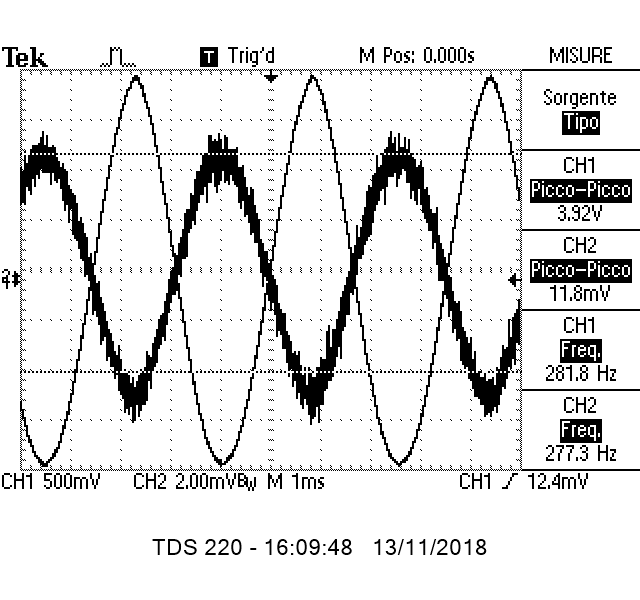 Tek T Trig'd M Pos: 0.000s MISURE
Sorgente
Tipo
CH1
Picco-Picco
3.92V
CH2
Picco-Picco
11.8mV
CH1
Freq.
281.8 Hz
CH2
Freq.
277.3 Hz
2
CH1 500mV CH2 2.00mVBW M 1ms CH1 12.4mV
TDS 220 - 16:09:48 13/11/2018